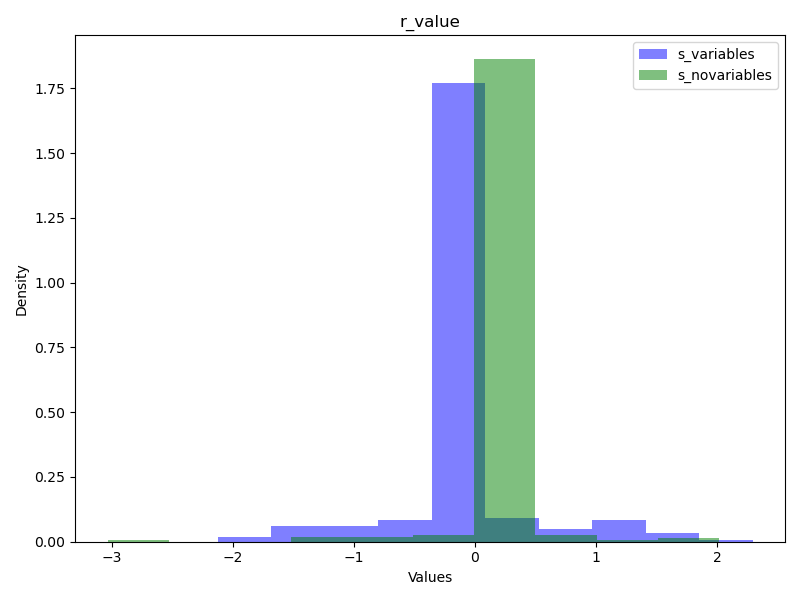 r_value
s_variables
s_novariables
1.75
1.50
1.25
1.00
0.75
0.50
0.25
0.00
Density
−3
−2
−1
0
1
2
Values